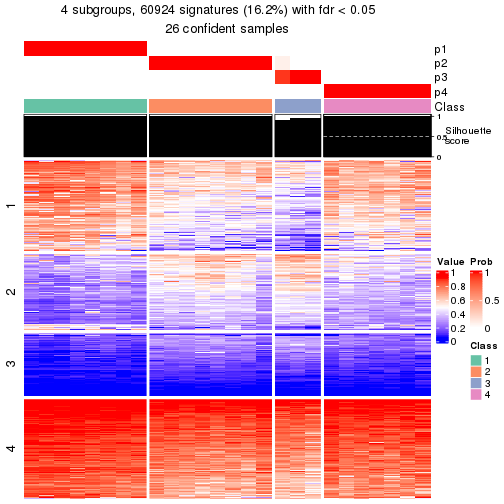 4 subgroups, 60924 signatures (16.2%) with fdr < 0.05
26 confident samples
p1
p2
p3
p4
Class
1
0.5
0
Silhouette
score
1
2
3
4
Value
1
0.8
0.6
0.4
0.2
0
Prob
1
0.5
0
Class
1
2
3
4